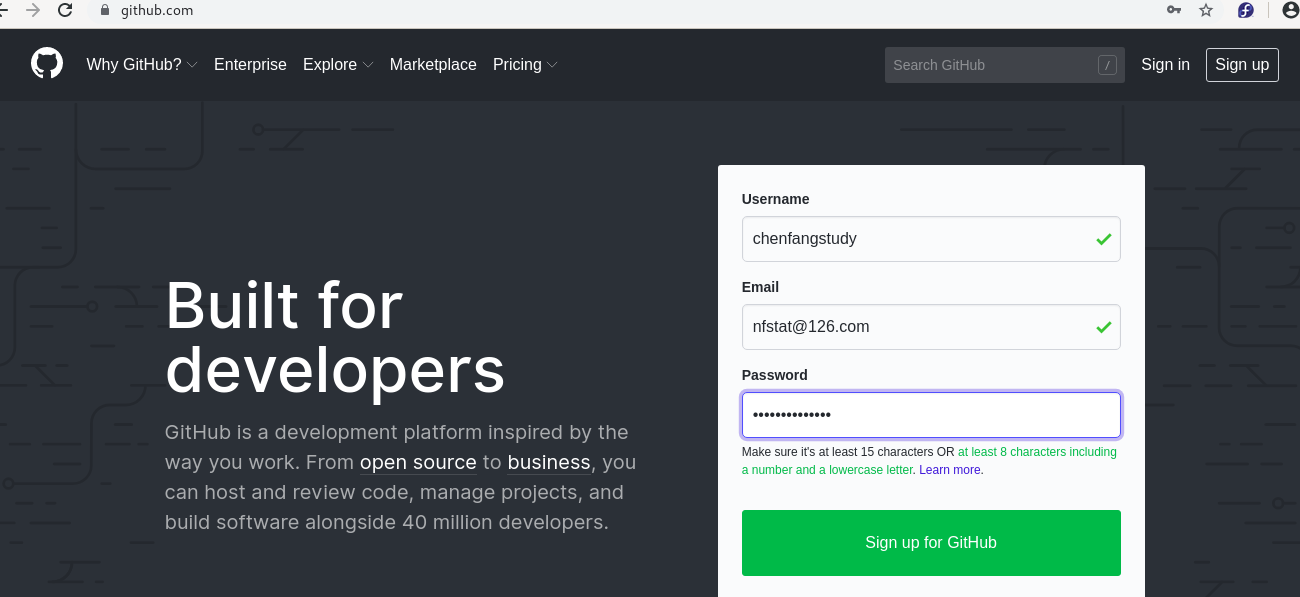 github.com
Why GitHub? Enterprise Explore Marketplace Pricing Search GitHub / Sign in Sign up
Built for
developers
GitHub is a development platform inspired by the
way you work. From open source to business, you
can host and review code, manage projects, and
build software alongside 40 million developers.
Username
chenfangstudy
Email
nfstat@126.com
Password
••••••••••••••
Make sure it's at least 15 characters OR at least 8 characters including
a number and a lowercase letter. Learn more.
Sign up for GitHub